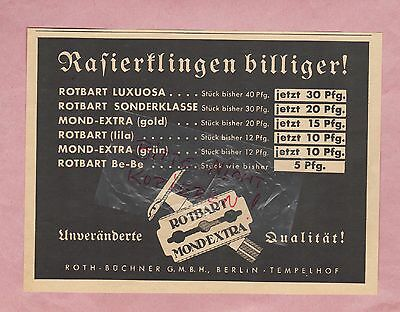 Rasierklingen billiger!
ROTBART LUXUOSA . . . . Stück bisher 40 Pfg. jetzt 30 Pfg.
ROTBART SONDERKLASSE Stück bisher 30 Pfg. jetzt 20 Pfg.
MOND-EXTRA (gold) . . Stück bisher 20 Pfg. jetzt 15 Pfg.
ROTBART (lila) . . . . Stück bisher 12 Pfg. jetzt 10 Pfg.
MOND-EXTRA (grün) . . Stück bisher 12 Pfg. jetzt 10 Pfg.
ROTBART Be-Be . . . . Stück wie bisher 5 Pfg.
ROTBART
MOND EXTRA
Unveränderte Qualität!
ROTH-BÜCHNER G.M.B.H., BERLIN-TEMPELHOF